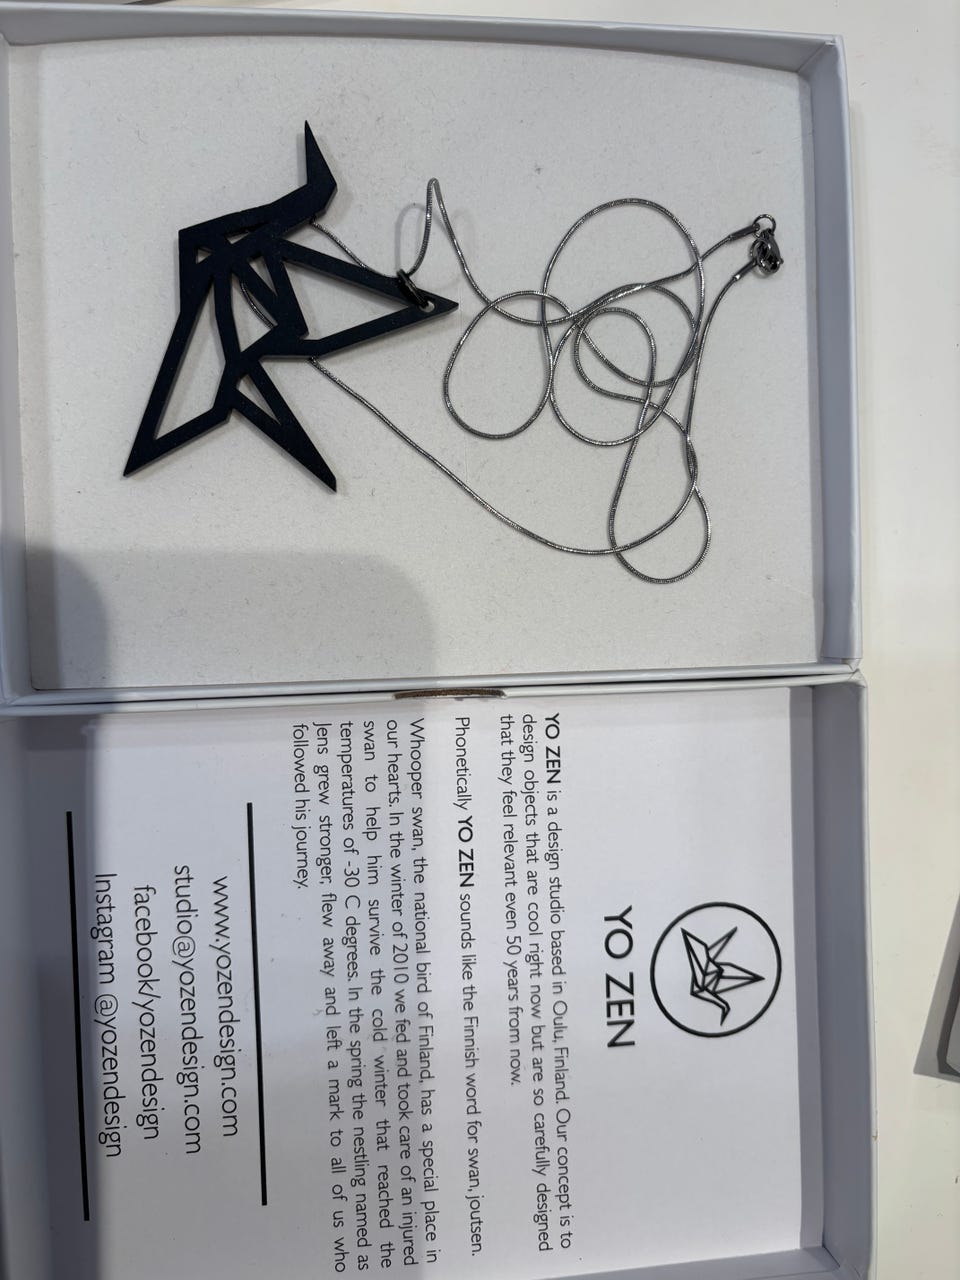 YO ZEN
YO ZEN is a design studio based in Oulu, Finland. Our concept is to
design objects that are cool right now but are so carefully designed
that they feel relevant even 50 years from now.
Phonetically YO ZEN sounds like the Finnish word for swan, joutsen.
Whooper swan, the national bird of Finland, has a special place in
our hearts. In the winter of 2010 we fed and took care of an injured
swan to help him survive the cold winter that reached the
temperatures of -30 C degrees. In the spring the nestling named as
Jens grew stronger, flew away and left a mark to all of us who
followed his journey.
www.yozendesign.com
studio@yozendesign.com
facebook/yozendesign
Instagram @yozendesign